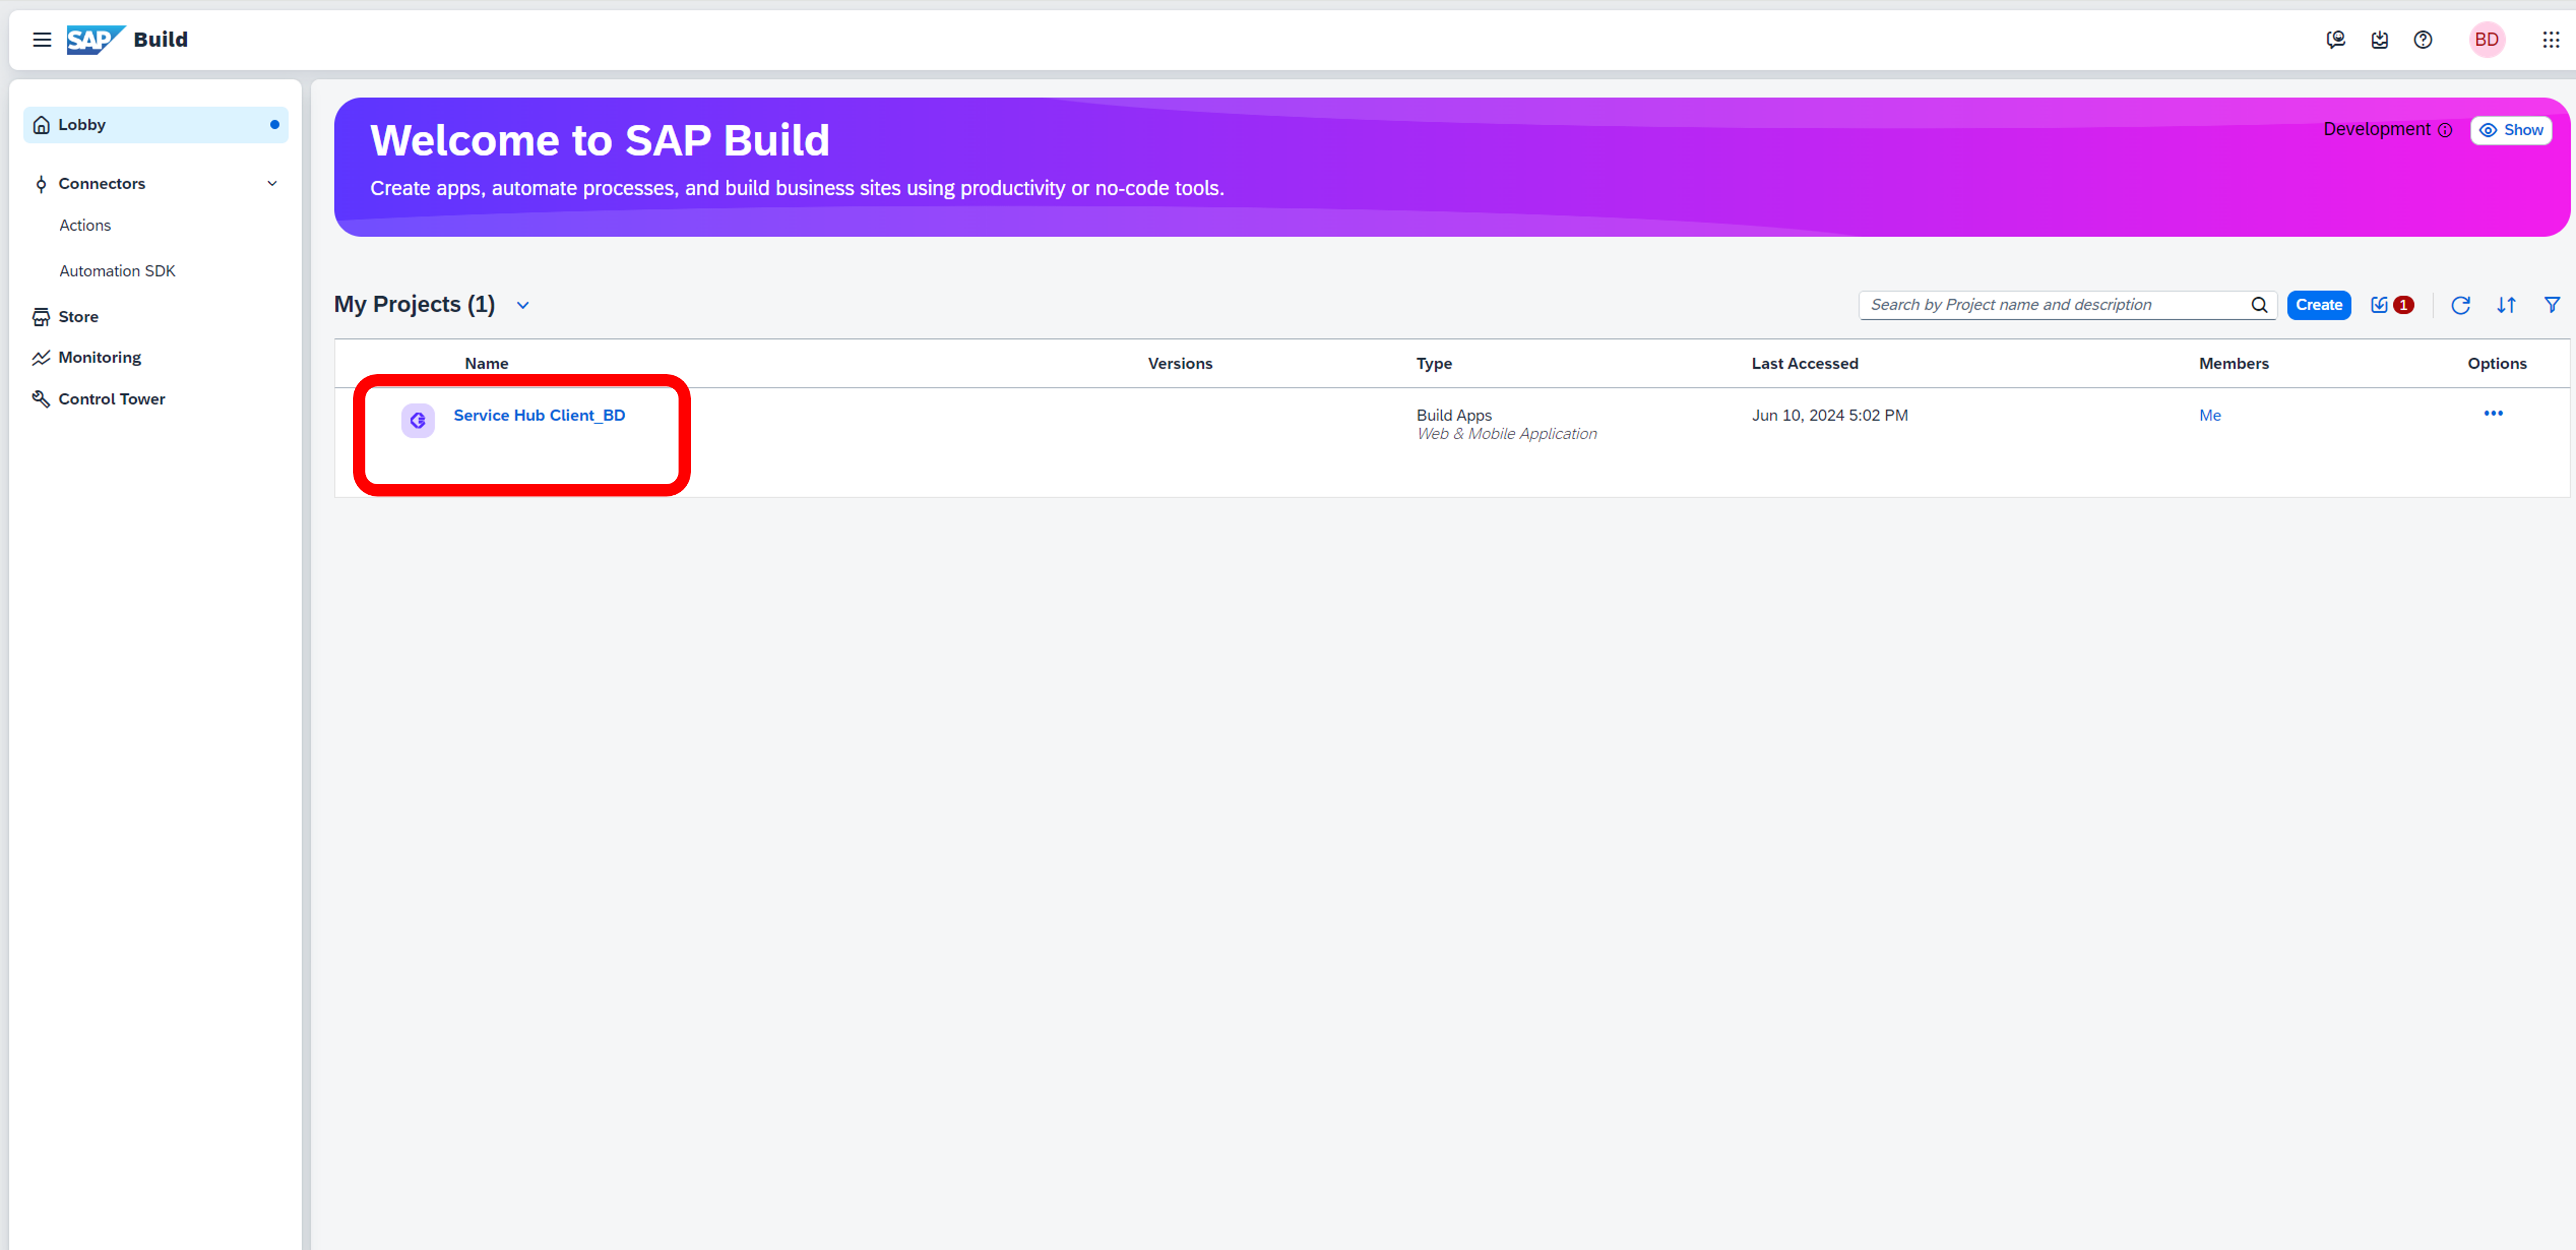 SAP Build
BD
Lobby
Connectors
Actions
Automation SDK
Store
Monitoring
Control Tower
Welcome to SAP Build
Create apps, automate processes, and build business sites using productivity or no-code tools.
Development Show
My Projects (1)
Search by Project name and description Create 1
Name Versions Type Last Accessed Members Options
Service Hub Client_BD Build Apps Jun 10, 2024 5:02 PM Me
Web & Mobile Application